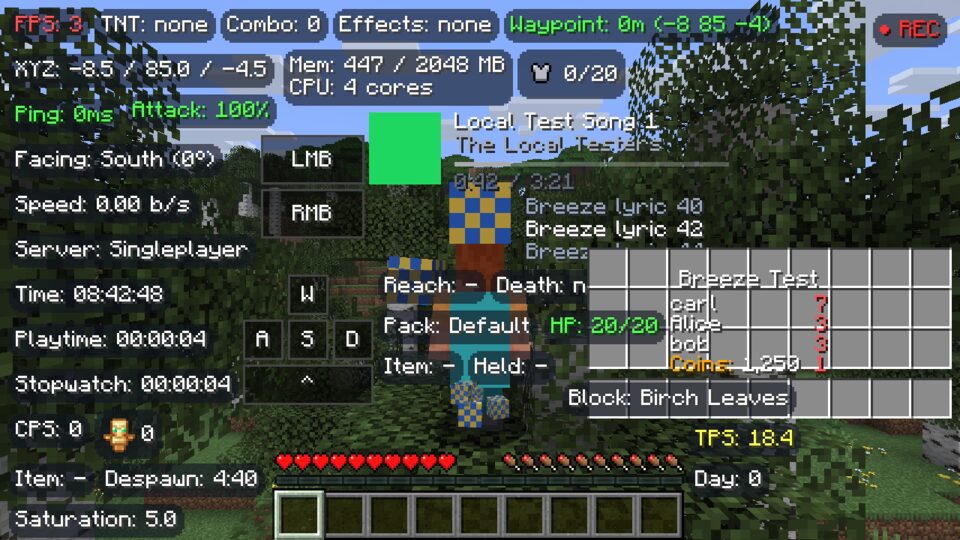 FPS: 3 TNT: none Combo: 0 Effects: none Waypoint: 0m (-8 85 -4) REC
XYZ: -8.5 / 85.0 / -4.5
Mem: 447 / 2048 MB
CPU: 4 cores
0/20
Ping: 0ms Attack: 100%
Local Test Song 1
The Local Testers
0:42 / 3:21
Facing: South (0°)
LMB
Speed: 0.00 b/s
RMB
Breeze lyric 40
Breeze lyric 42
Breeze
Server: Singleplayer
Time: 08:42:48
W
Reach: - Death: n
Breeze Test
carl 7
Alice 3
bob 3
Coins: 1,250 1
Playtime: 00:00:04
A S D
Pack: Default HP: 20/20
Stopwatch: 00:00:04
^
Item: - Held: -
Block: Birch Leaves
CPS: 0
0
TPS: 18.4
Item: - Despawn: 4:40
Day: 0
Saturation: 5.0